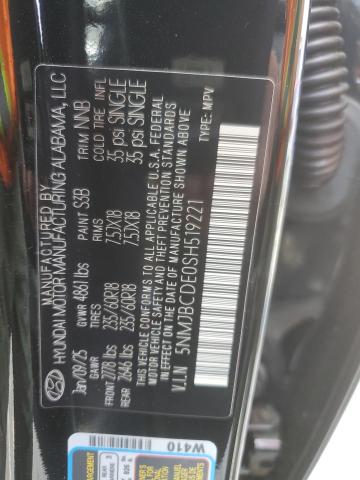 MANUFACTURED BY
HYUNDAI MOTOR MANUFACTURING ALABAMA, LLC
Jan/09/25 GVWR 4861 lbs PAINT S3B TRIM NNB
GAWR TIRES RIMS COLD TIRE INFL
FRONT 2778 lbs 235/60R18 7.5JX18 35 psi SINGLE
REAR 2646 lbs 235/60R18 7.5JX18 35 psi SINGLE
THIS VEHICLE CONFORMS TO ALL APPLICABLE U.S.A. FEDERAL
MOTOR VEHICLE SAFETY AND THEFT PREVENTION STANDARDS
IN EFFECT ON THE DATE OF MANUFACTURE SHOWN ABOVE.
V.I.N 5NMJBCDE0SH519221 TYPE: MPV
W410
REAR